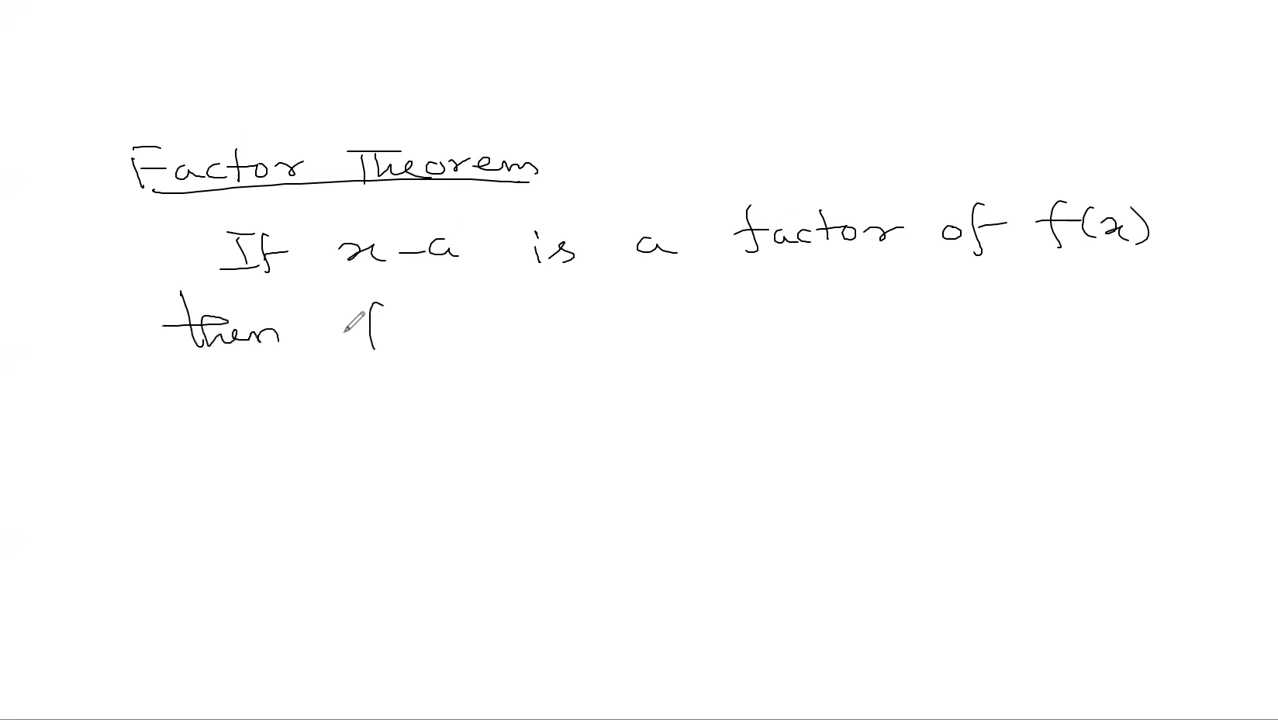 Factor Theorem
If x-a is a factor of f(x)
then f